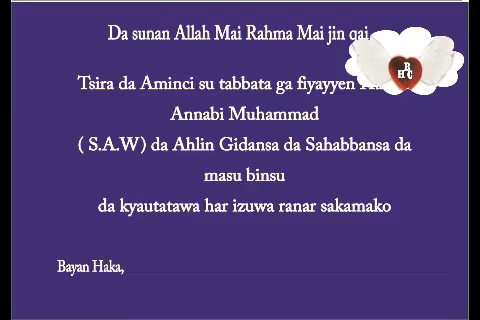 Da sunan Allah Mai Rahma Mai jin qai
Tsira da Aminci su tabbata ga fiyayyen
Annabi Muhammad
( S.A.W) da Ahlin Gidansa da Sahabbansa da
masu binsu
da kyautatawa har izuwa ranar sakamako
Bayan Haka,
B
H C